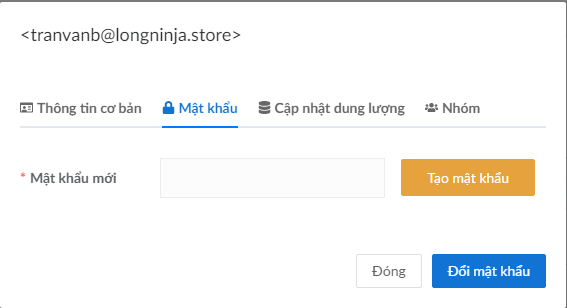 <tranvanb@longninja.store>
Thông tin cơ bản Mật khẩu Cập nhật dung lượng Nhóm
* Mật khẩu mới Tạo mật khẩu
Đóng Đổi mật khẩu